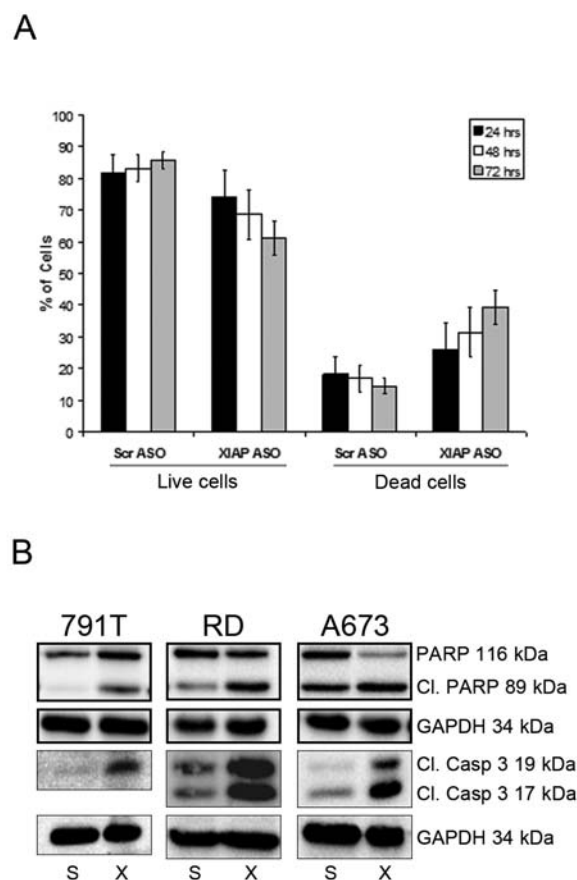 A
100
90
80
70
60
50
40
30
20
10
0
% of Cells
24 hrs
48 hrs
72 hrs
Scr ASO XIAP ASO Scr ASO XIAP ASO
Live cells Dead cells
B
791T RD A673
PARP 116 kDa
Cl. PARP 89 kDa
GAPDH 34 kDa
Cl. Casp 3 19 kDa
Cl. Casp 3 17 kDa
GAPDH 34 kDa
S X S X S X